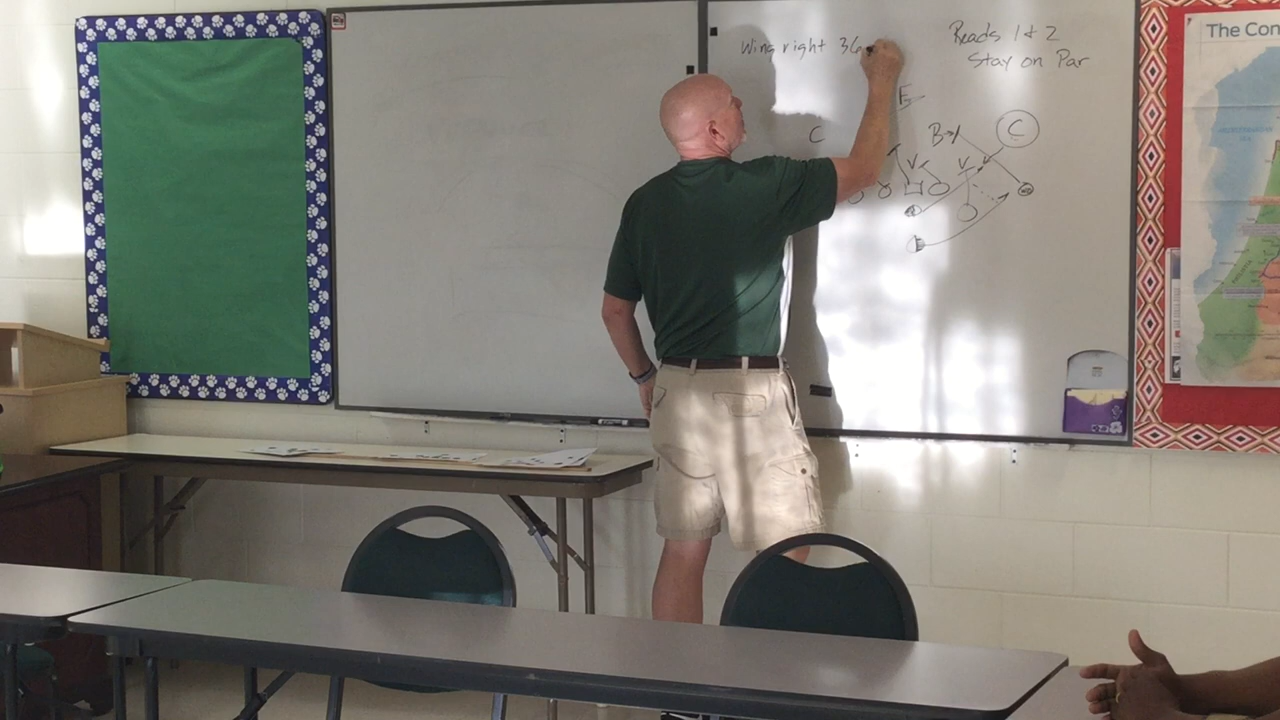 Wing right 36
Reads 1 & 2
Stay on Par
The Con
F
C
B
C
V
V